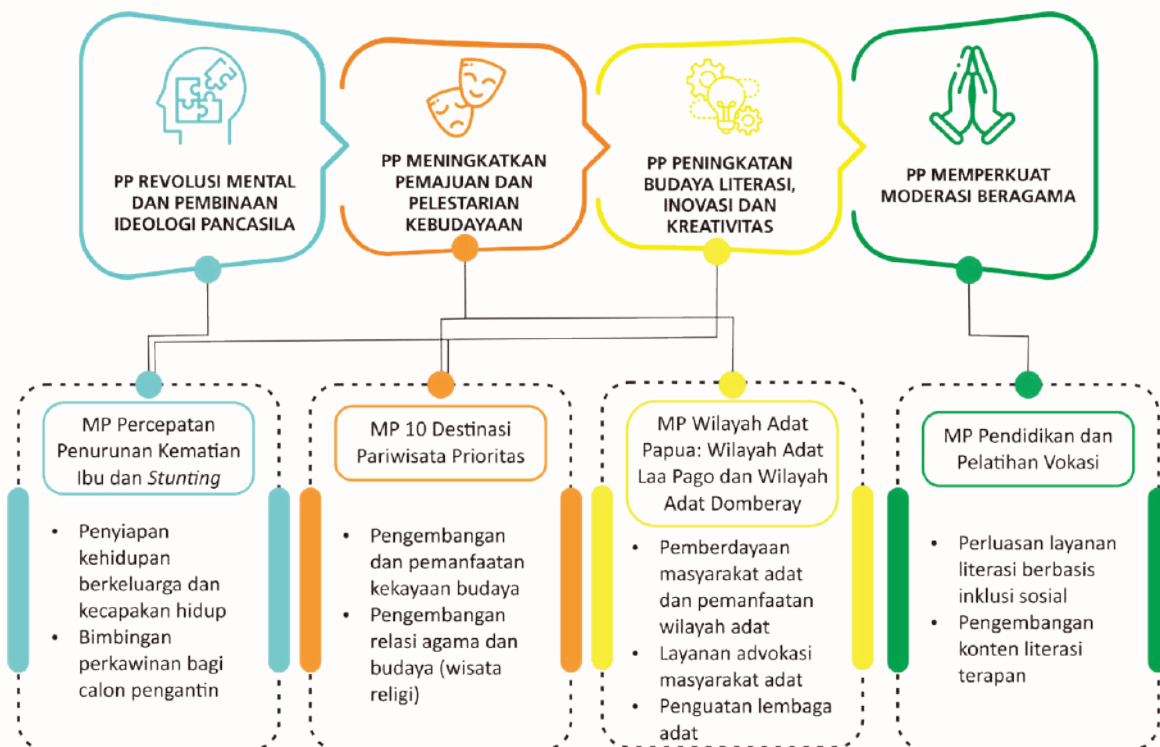 PP REVOLUSI MENTAL
DAN PEMBINAAN
IDEOLOGI PANCASILA
PP MENINGKATKAN
PEMAJUAN DAN
PELESTARIAN
KEBUDAYAAN
PP PENINGKATAN
BUDAYA LITERASI,
INOVASI DAN
KREATIVITAS
PP MEMPERKUAT
MODERASI BERAGAMA
MP Percepatan
Penurunan Kematian
Ibu dan Stunting
• Penyiapan
kehidupan
berkeluarga dan
kecapakan hidup
• Bimbingan
perkawinan bagi
calon pengantin
MP 10 Destinasi
Pariwisata Prioritas
• Pengembangan
dan pemanfaatan
kekayaan budaya
• Pengembangan
relasi agama dan
budaya (wisata
religi)
MP Wilayah Adat
Papua: Wilayah Adat
Laa Pago dan Wilayah
Adat Domberay
• Pemberdayaan
masyarakat adat
dan pemanfaatan
wilayah adat
• Layanan advokasi
masyarakat adat
• Penguatan lembaga
adat
MP Pendidikan dan
Pelatihan Vokasi
• Perluasan layanan
literasi berbasis
inklusi sosial
• Pengembangan
konten literasi
terapan